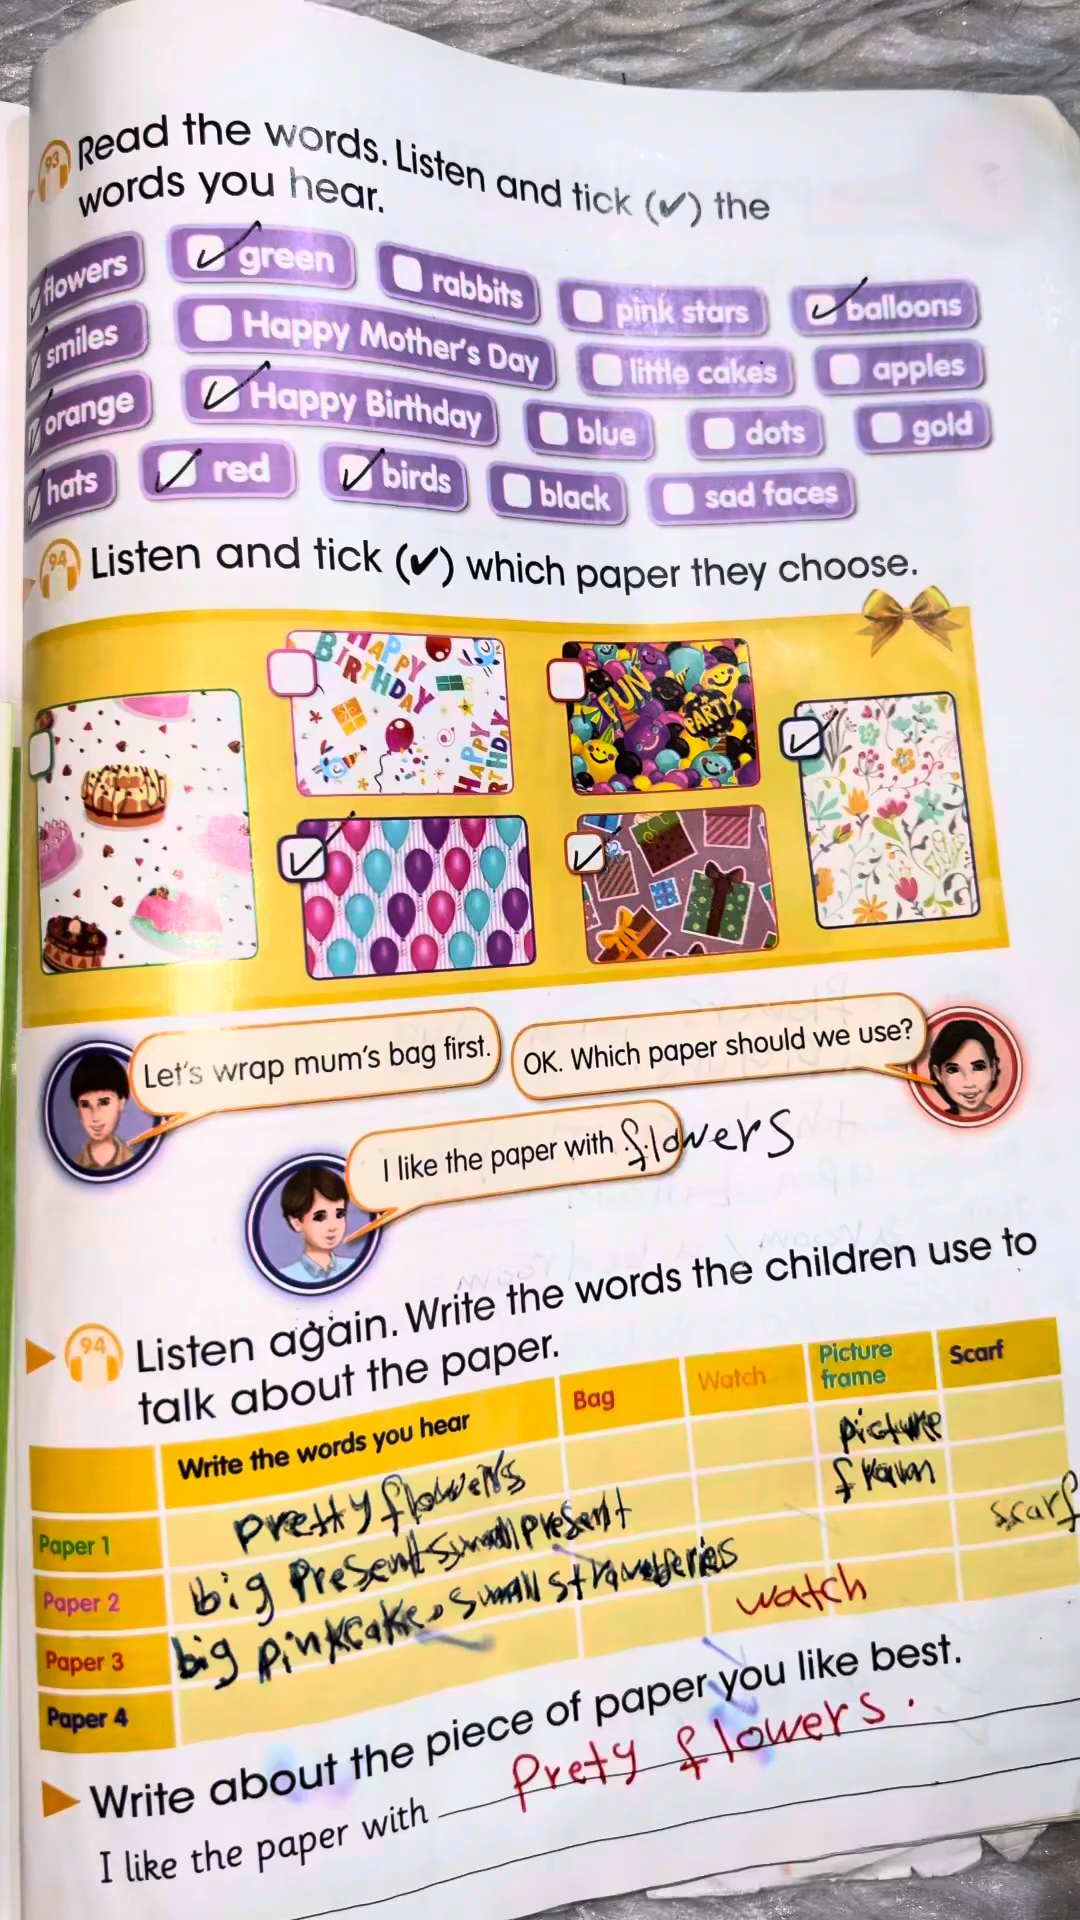 93 Read the words. Listen and tick (✓) the
words you hear.
flowers green rabbits pink stars balloons
smiles Happy Mother's Day little cakes apples
orange Happy Birthday blue dots gold
hats red birds black sad faces
94 Listen and tick (✓) which paper they choose.
HAPPY BIRTHDAY
HAPPY BIRTHDAY
FUN
PARTY
Let's wrap mum's bag first.
OK. Which paper should we use?
I like the paper with flowers
94 Listen again. Write the words the children use to
talk about the paper.
Write the words you hear Bag Watch Picture frame Scarf
Paper 1 pretty flowers picture
Paper 2 big present small present scarf
Paper 3 big pinkcake small watch
Paper 4
Write about the piece of paper you like best.
I like the paper with Prety flowers.